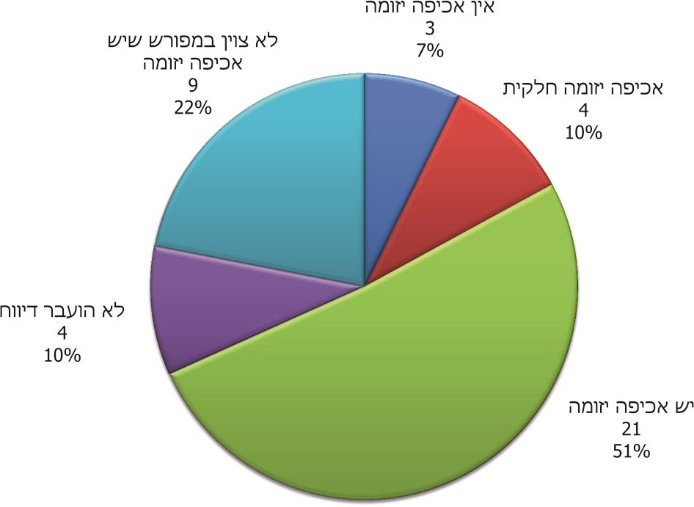 אין אכיפה יזומה
3
7%
אכיפה יזומה חלקית
4
10%
יש אכיפה יזומה
21
51%
לא הועבר דיווח
4
10%
לא צוין במפורש שיש
אכיפה יזומה
9
22%